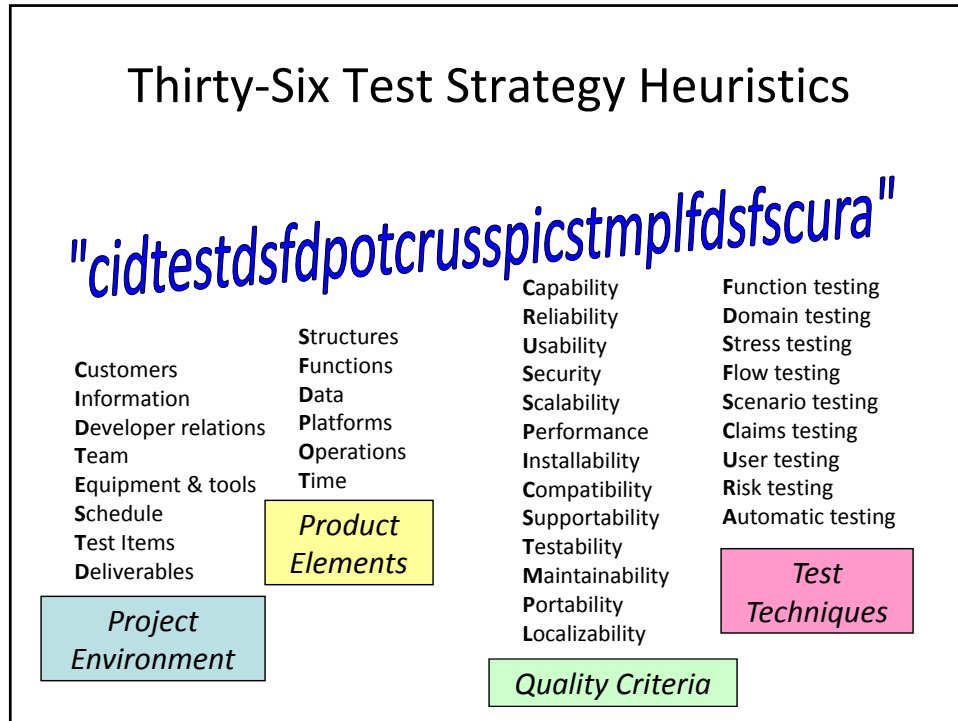 Thirty-Six Test Strategy Heuristics
"cidtestdsfdpotcrusspicstmplfdsfscura"
Customers
Information
Developer relations
Team
Equipment & tools
Schedule
Test Items
Deliverables
Project
Environment
Structures
Functions
Data
Platforms
Operations
Time
Product
Elements
Capability
Reliability
Usability
Security
Scalability
Performance
Installability
Compatibility
Supportability
Testability
Maintainability
Portability
Localizability
Quality Criteria
Function testing
Domain testing
Stress testing
Flow testing
Scenario testing
Claims testing
User testing
Risk testing
Automatic testing
Test
Techniques